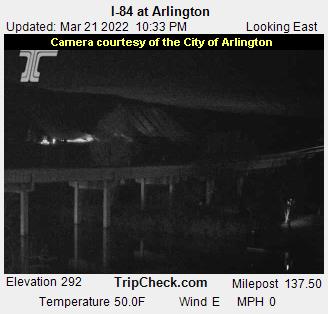 I-84 at Arlington
Updated: Mar 21 2022 10:33 PM Looking East
Camera courtesy of the City of Arlington
Elevation 292 TripCheck.com Milepost 137.50
Temperature 50.0F Wind E MPH 0